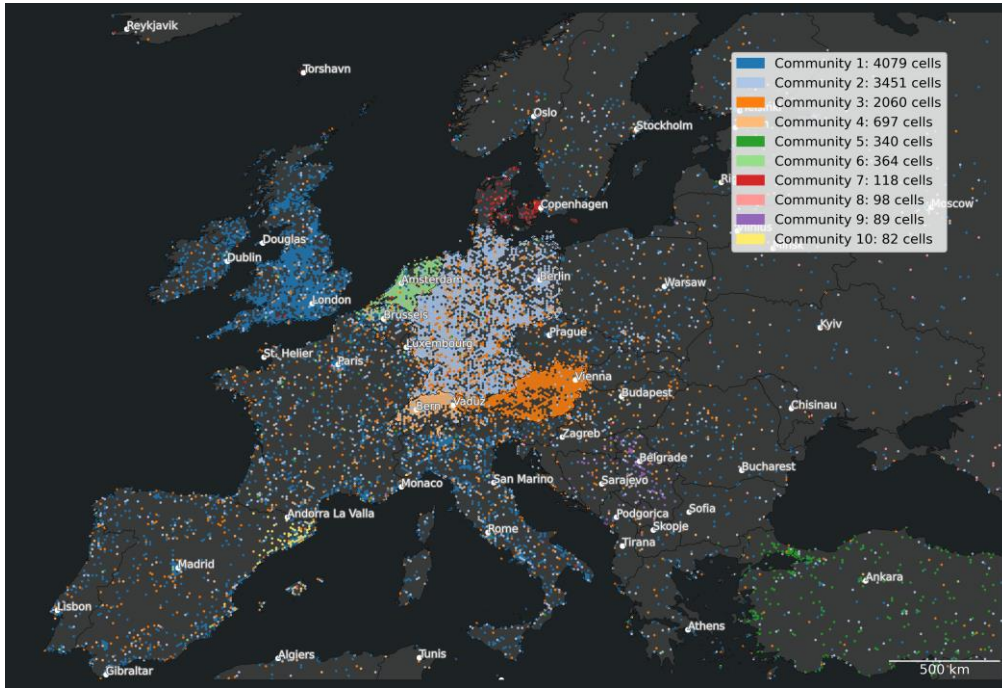 Reykjavik
Torshavn
Oslo
Stockholm
Community 1: 4079 cells
Community 2: 3451 cells
Community 3: 2060 cells
Community 4: 697 cells
Community 5: 340 cells
Community 6: 364 cells
Community 7: 118 cells
Community 8: 98 cells
Community 9: 89 cells
Community 10: 82 cells
Moscow
Copenhagen
Douglas
Dublin
London
Amsterdam
Berlin
Brussels
Warsaw
Kyiv
Prague
Luxembourg
St. Helier
Paris
Vienna
Budapest
Chisinau
Bern
Vaduz
Zagreb
Belgrade
Bucharest
Monaco
San Marino
Sarajevo
Andorra La Valla
Podgorica
Sofia
Skopje
Rome
Tirana
Madrid
Ankara
Lisbon
Athens
Algiers
Tunis
Gibraltar
500 km